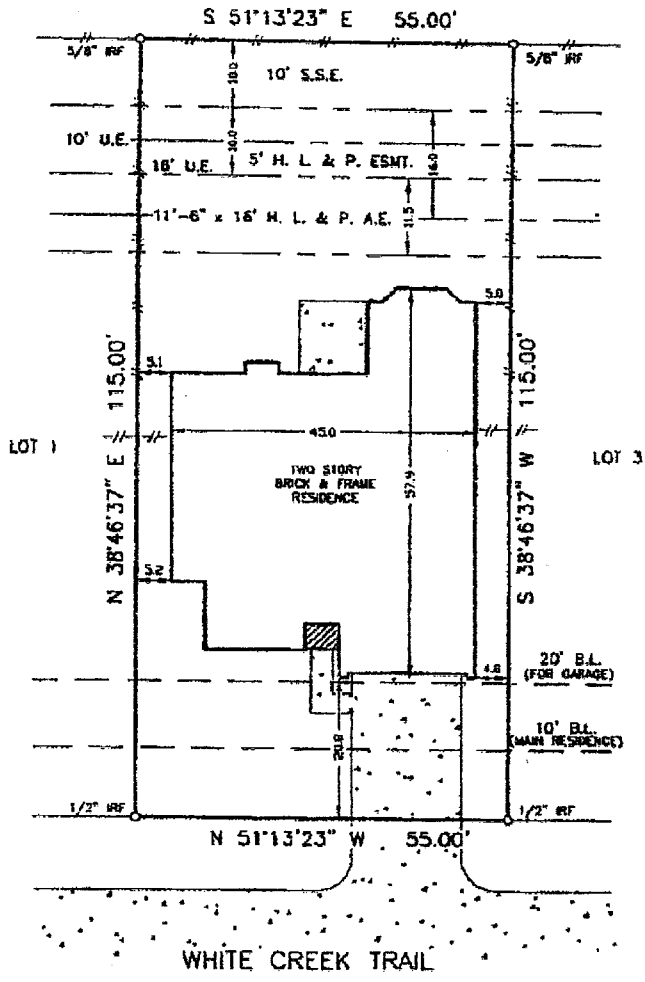 S 51°13'23" E 55.00'
5/8" IRF
5/8" IRF
10.0
10' S.S.E.
10' U.E.
20.0
16.0
16' U.E.
5' H. L. & P. ESMT.
11'-6" x 16' H. L. & P. A.E.
11.5
5.0
5.1
N 38°46'37" E 115.00'
S 38°46'37" W 115.00'
45.0
LOT 1
LOT 3
TWO STORY
BRICK & FRAME
RESIDENCE
57.9
5.2
4.8
20' B.L.
(FOR GARAGE)
10' B.L.
(MAIN RESIDENCE)
20.8
1/2" IRF
1/2" IRF
N 51°13'23" W 55.00'
WHITE CREEK TRAIL